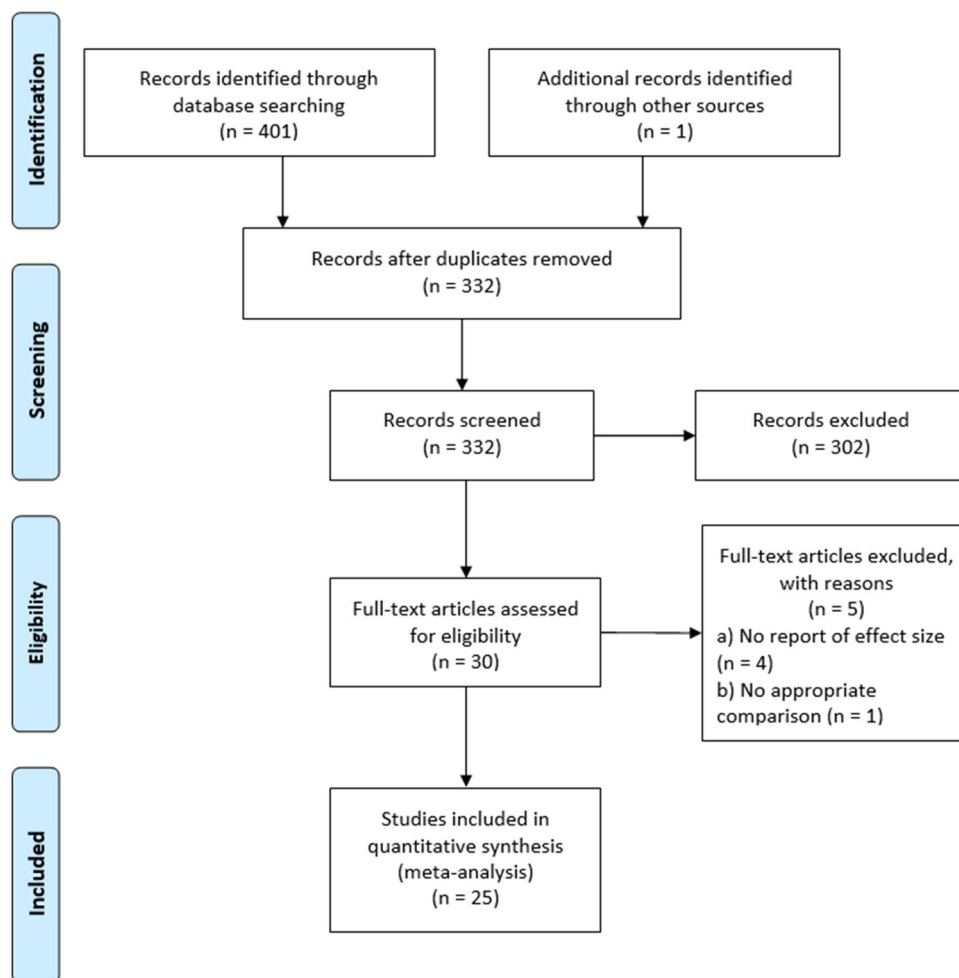 Identification
Records identified through
database searching
(n = 401)
Additional records identified
through other sources
(n = 1)
Records after duplicates removed
(n = 332)
Screening
Records screened
(n = 332)
Records excluded
(n = 302)
Eligibility
Full-text articles assessed
for eligibility
(n = 30)
Full-text articles excluded,
with reasons
(n = 5)
a) No report of effect size
(n = 4)
b) No appropriate
comparison (n = 1)
Included
Studies included in
quantitative synthesis
(meta-analysis)
(n = 25)